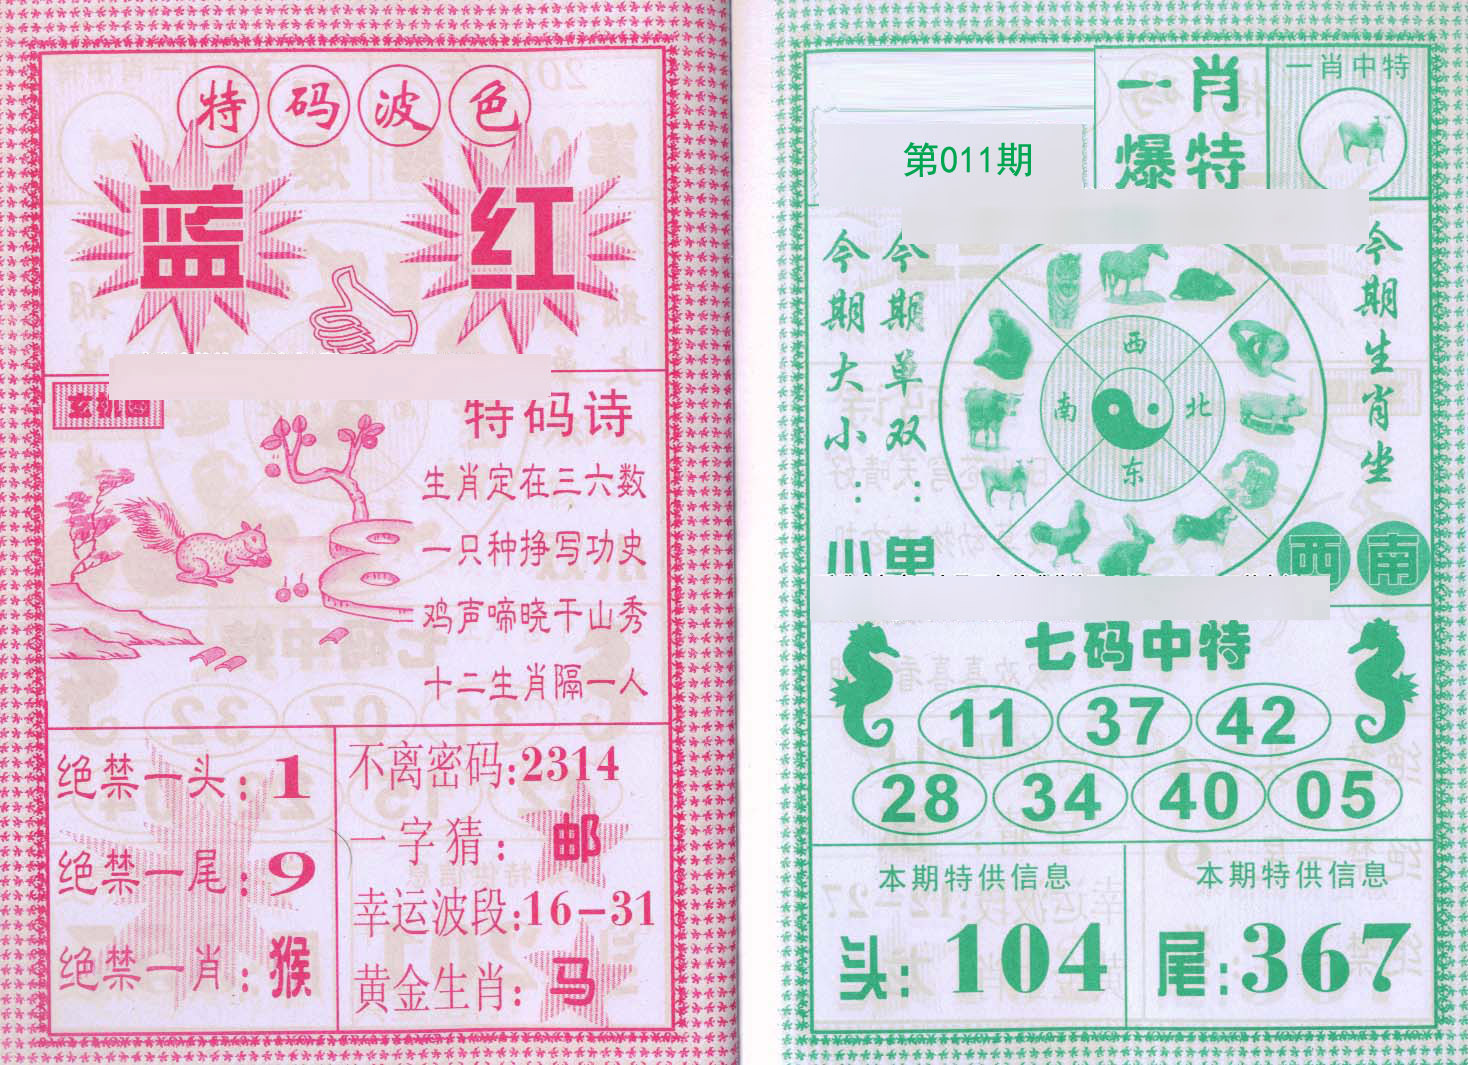 特码波色
蓝 红
玄机图
特码诗
生肖定在三六数
一只种挣写功史
鸡声啼晓干山秀
十二生肖隔一人
绝禁一头:1
绝禁一尾:9
绝禁一肖:猴
不离密码:2314
一字猜:邮
幸运波段:16-31
黄金生肖:马
第011期
一肖
爆特
一肖中特
今期大小:小
今期单双:单
今期生肖坐
西南
西
南
北
东
七码中特
11 37 42
28 34 40 05
本期特供信息
头:104
本期特供信息
尾:367